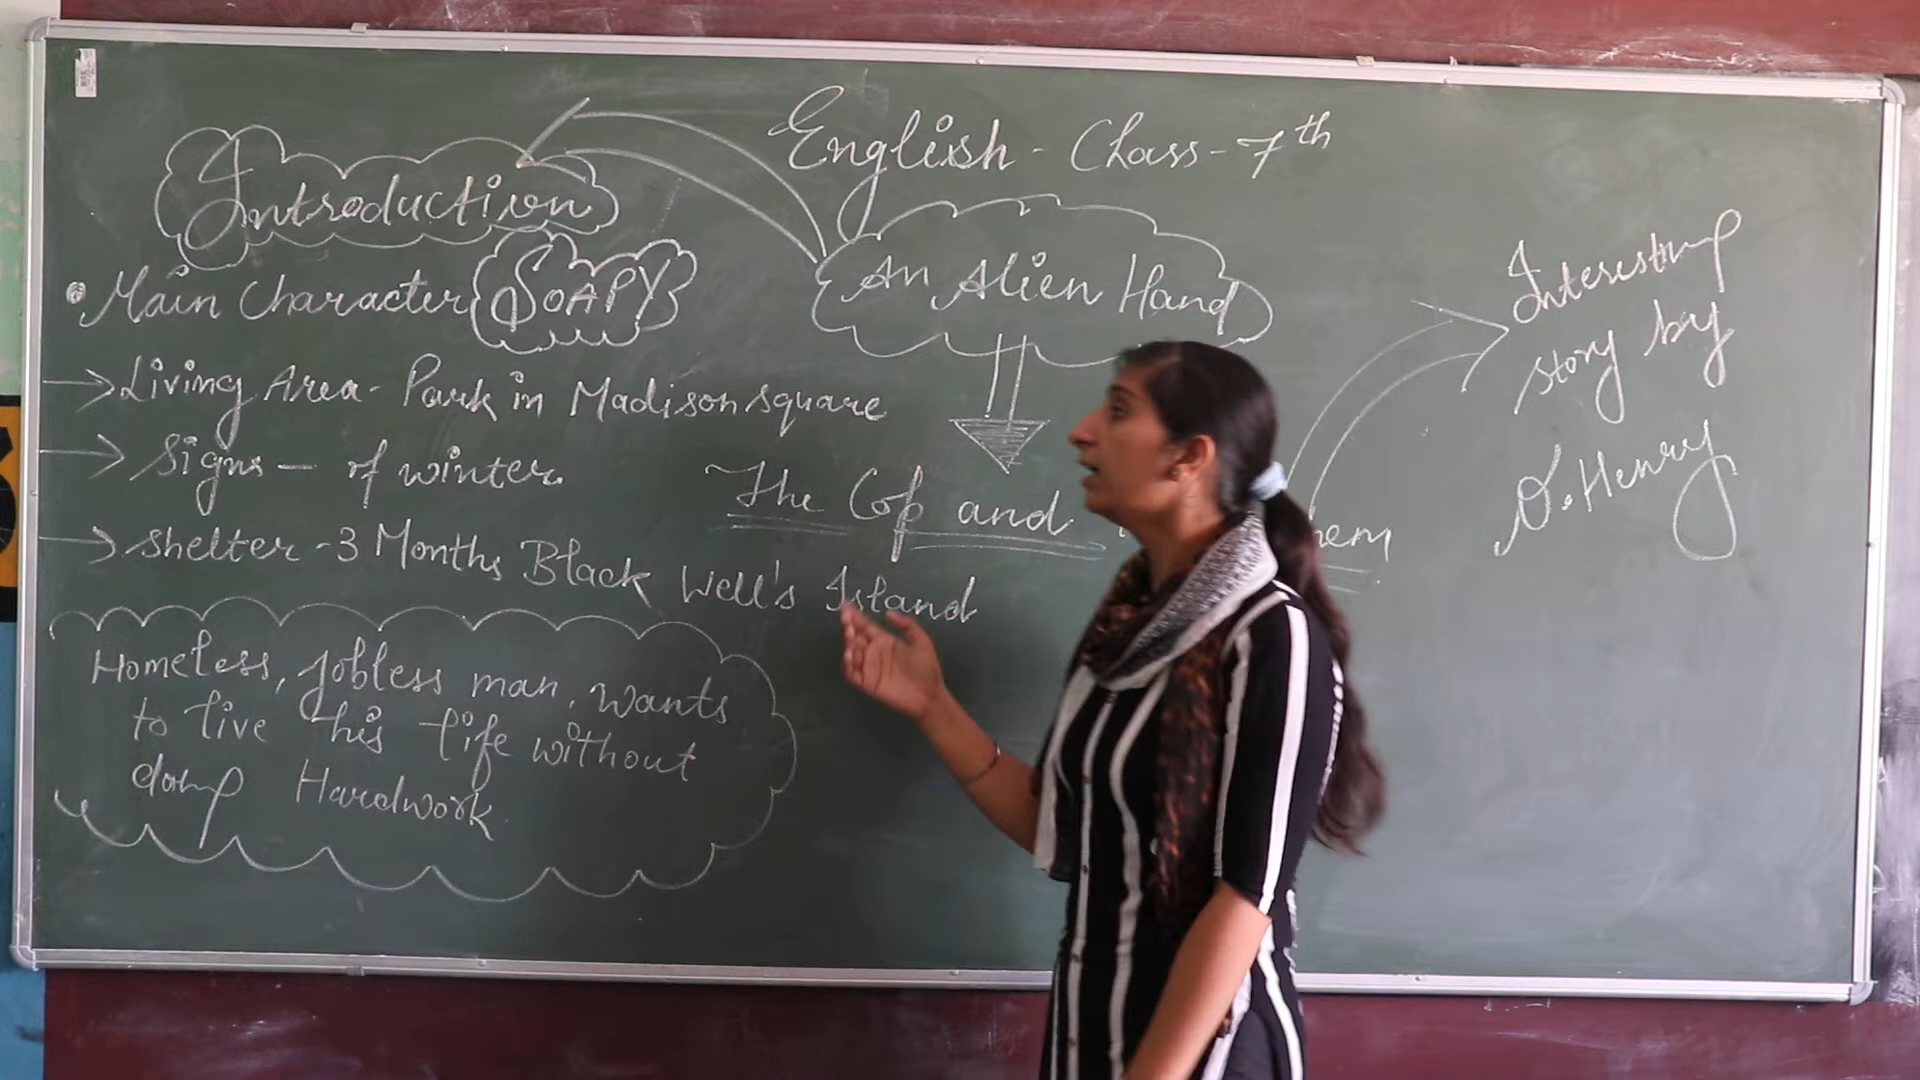 English - Class - 7th
An Alien Hand
The Cop and
Introduction
• Main Character SOAPY
→ Living Area - Park in Madison square
→ Signs - of winter
→ shelter - 3 Months Black Well's Island
Homeless, jobless man, wants
to live his life without
doing Hardwork
Interesting
story by
O. Henry